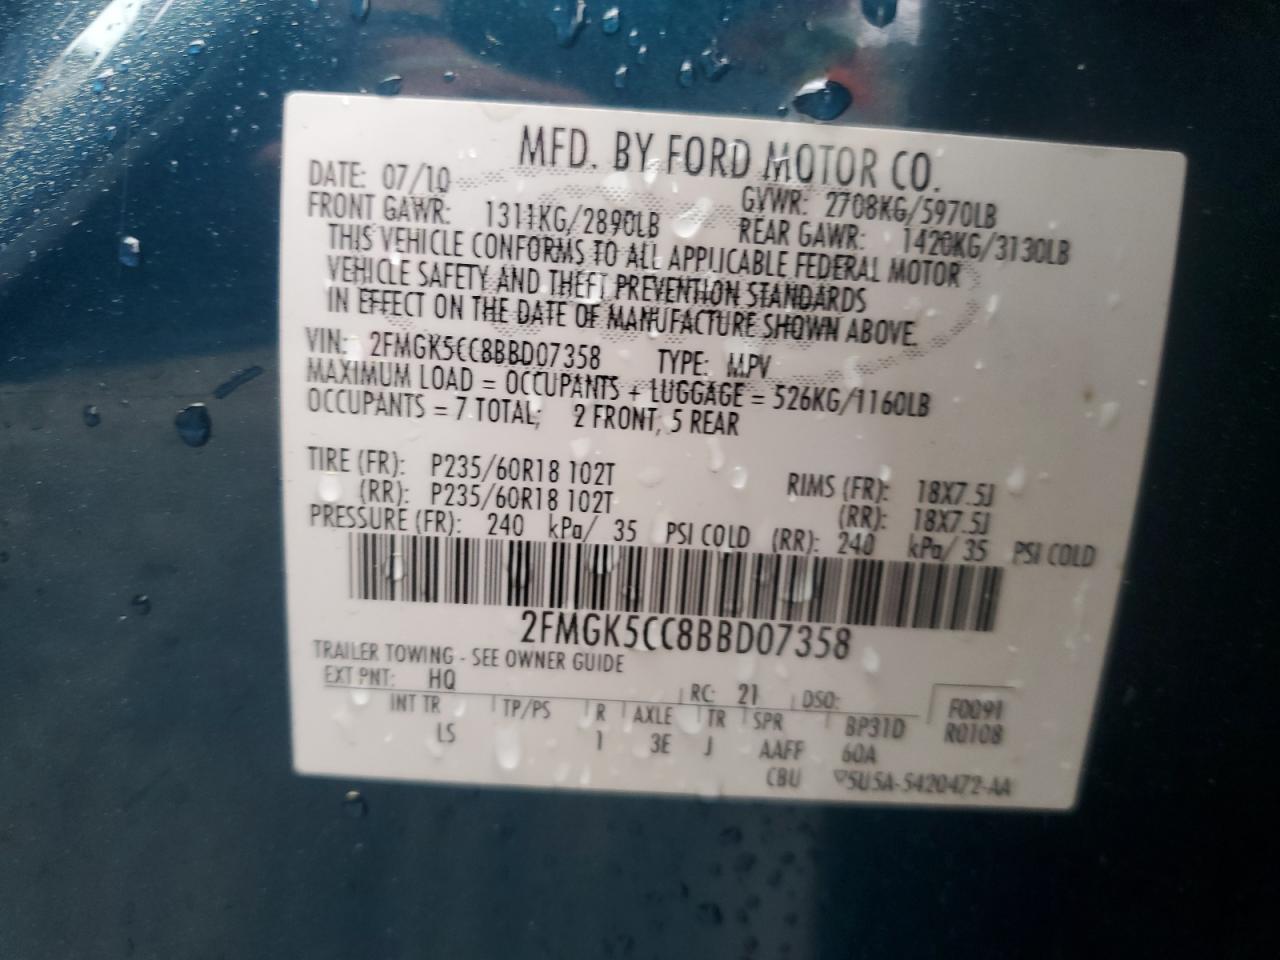 MFD. BY FORD MOTOR CO.
DATE: 07/10 GVWR: 2708KG/5970LB
FRONT GAWR: 1311KG/2890LB REAR GAWR: 1420KG/3130LB
THIS VEHICLE CONFORMS TO ALL APPLICABLE FEDERAL MOTOR
VEHICLE SAFETY AND THEFT PREVENTION STANDARDS
IN EFFECT ON THE DATE OF MANUFACTURE SHOWN ABOVE.
VIN: 2FMGK5CC8BBD07358 TYPE: MPV
MAXIMUM LOAD = OCCUPANTS + LUGGAGE = 526KG/1160LB
OCCUPANTS = 7 TOTAL; 2 FRONT, 5 REAR
TIRE (FR): P235/60R18 102T RIMS (FR): 18X7.5J
(RR): P235/60R18 102T (RR): 18X7.5J
PRESSURE (FR): 240 kPa/ 35 PSI COLD (RR): 240 kPa/ 35 PSI COLD
2FMGK5CC8BBD07358
TRAILER TOWING - SEE OWNER GUIDE
EXT PNT: HQ RC: 21 DSO: F0091
INT TR TP/PS R AXLE TR SPR BP31D R0108
LS 1 3E J AAFF 60A
CBU 5U5A-5420472-AA